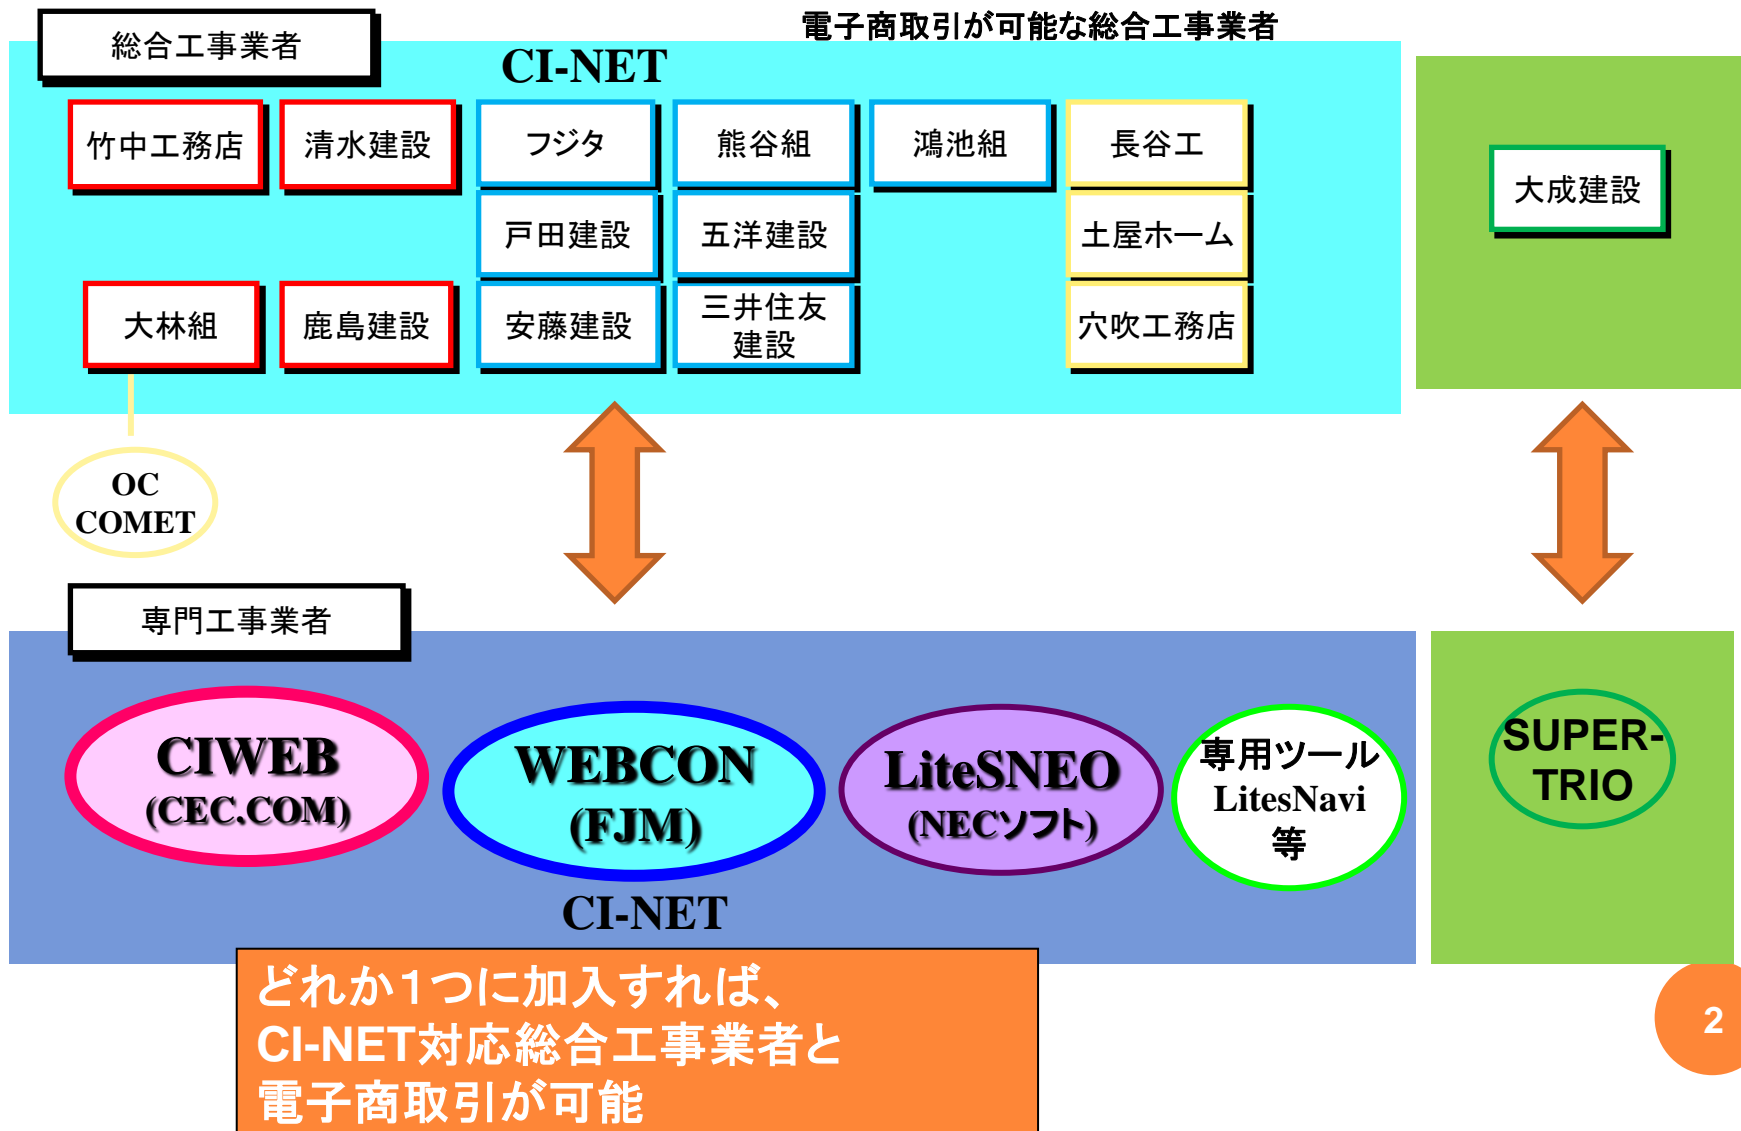 電子商取引が可能な総合工事業者
総合工事業者
CI-NET
竹中工務店
清水建設
フジタ
熊谷組
鴻池組
長谷工
大成建設
戸田建設
五洋建設
土屋ホーム
大林組
鹿島建設
安藤建設
三井住友
建設
穴吹工務店
OC
COMET
専門工事業者
CIWEB
(CEC.COM)
WEBCON
(FJM)
LiteSNEO
(NECソフト)
専用ツール
LitesNavi
等
SUPER-
TRIO
CI-NET
どれか1つに加入すれば、
CI-NET対応総合工事業者と
電子商取引が可能
2